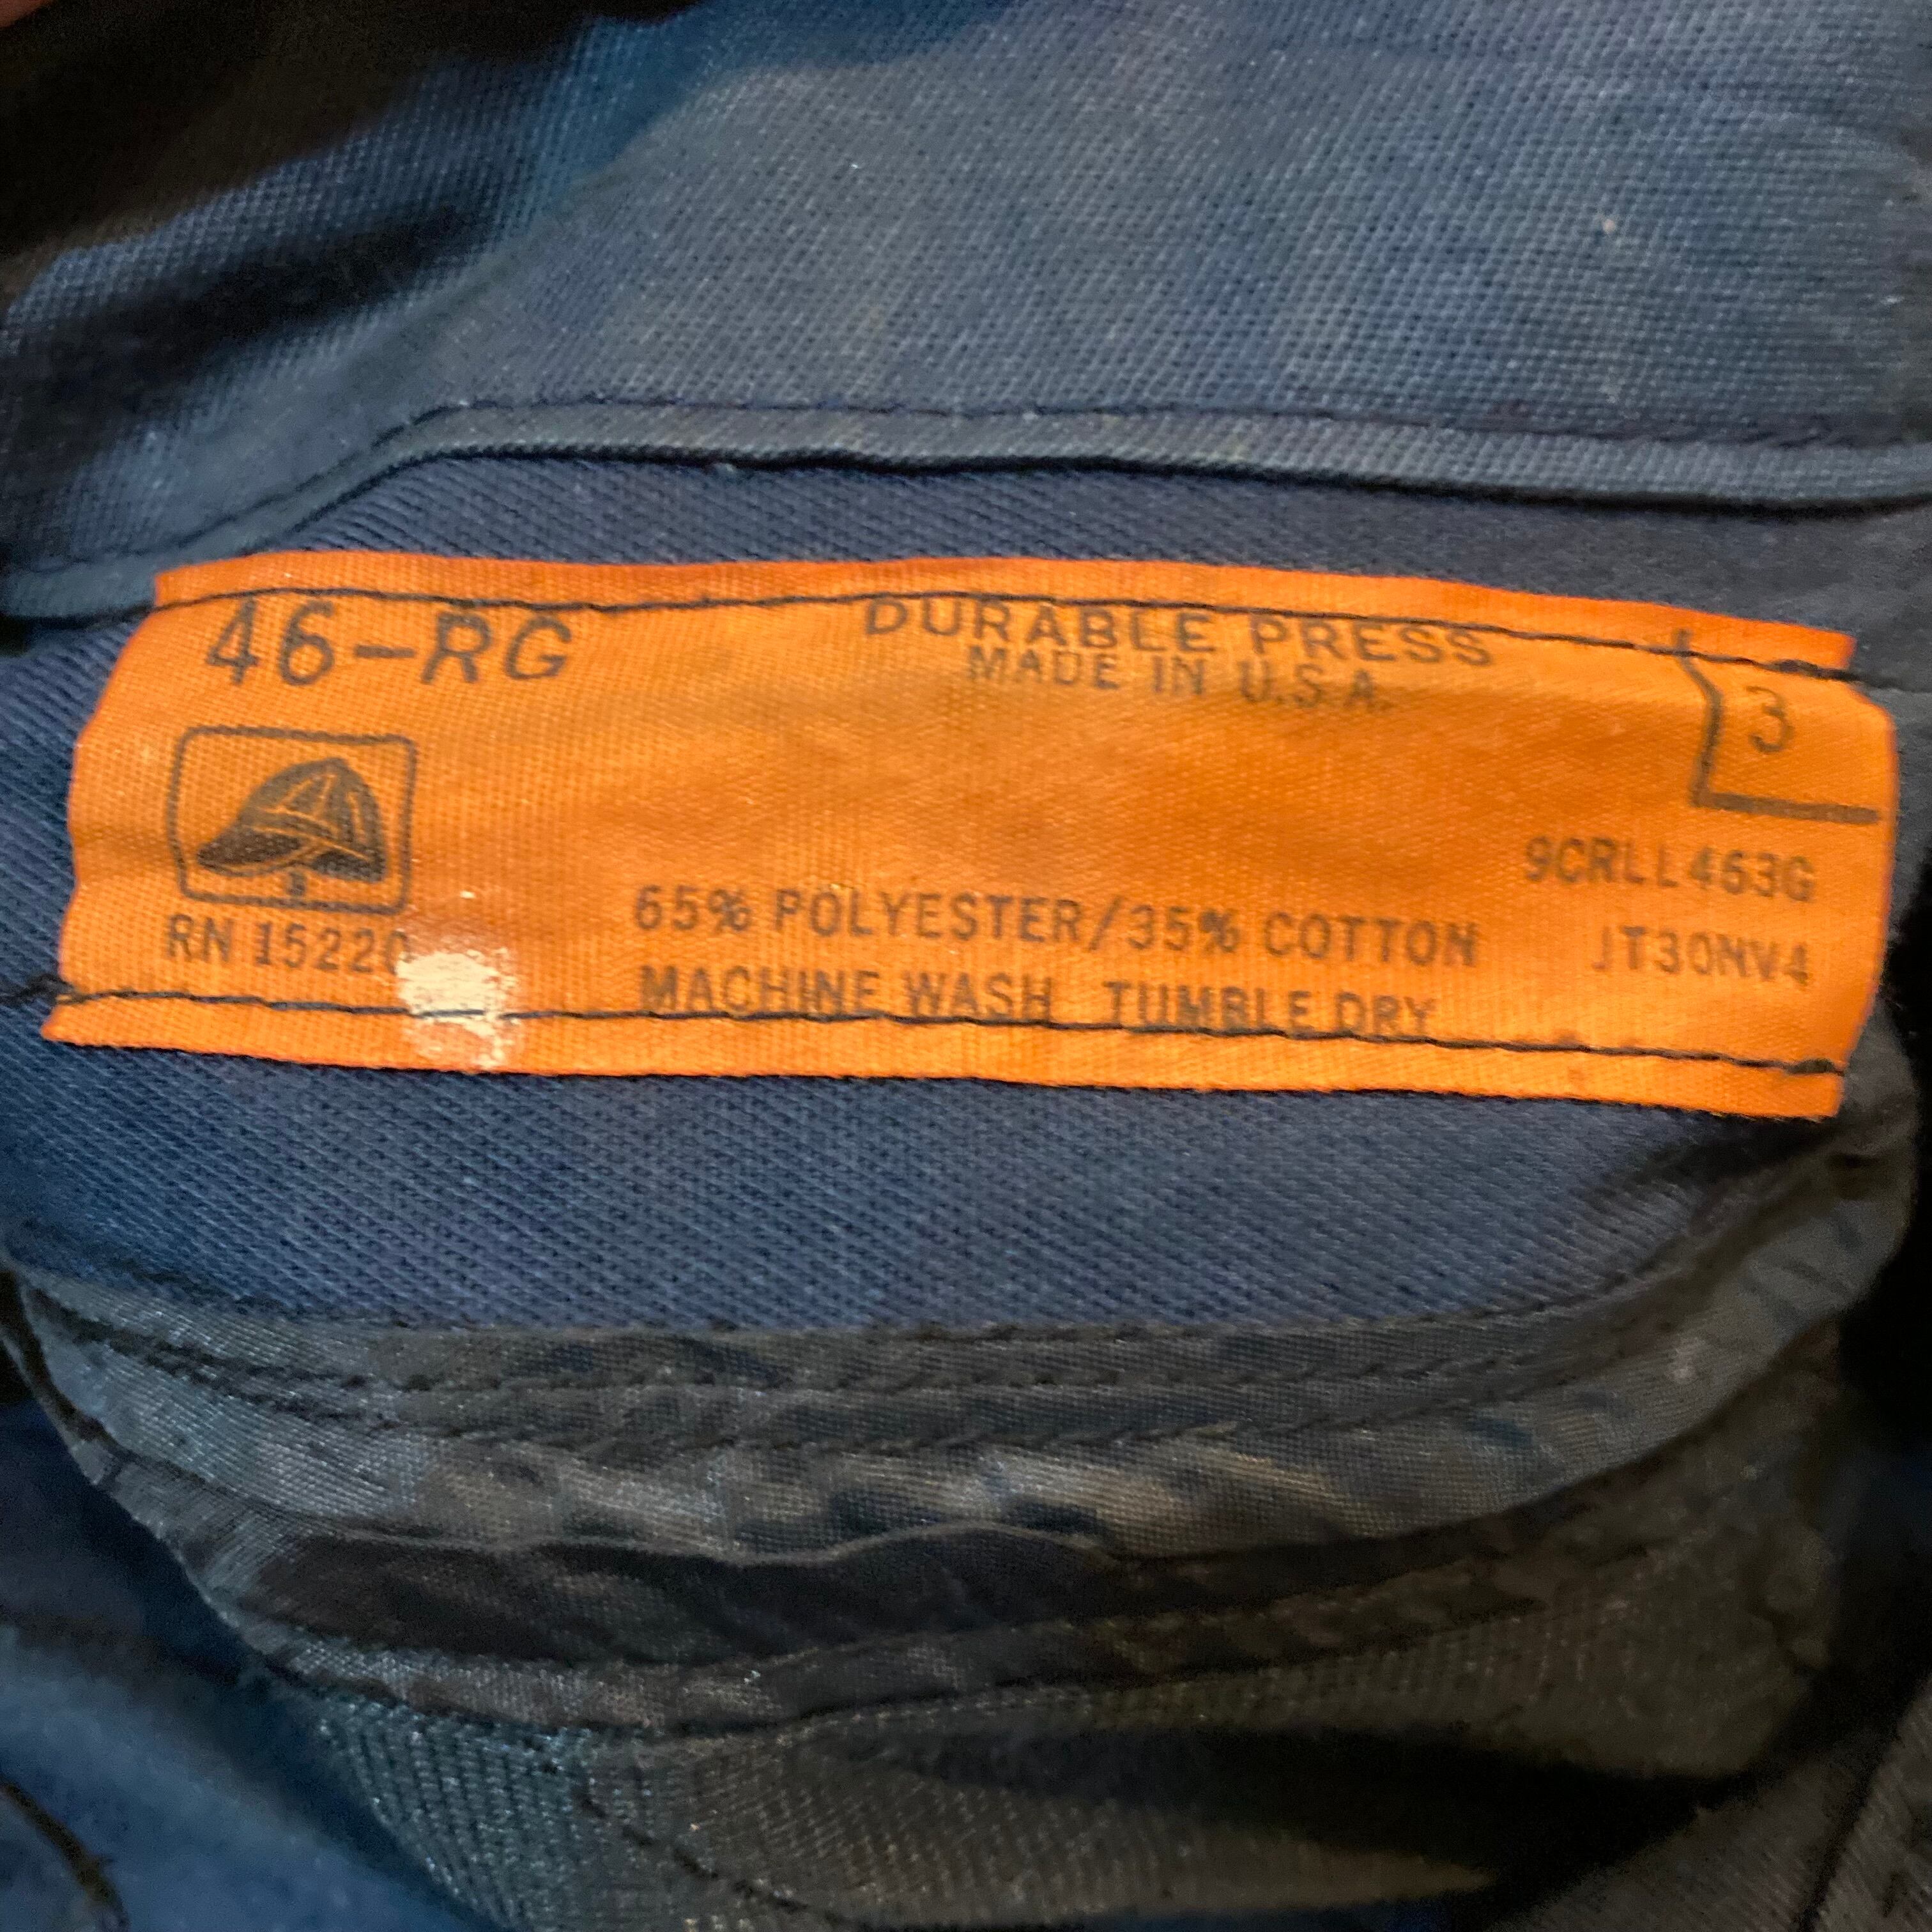 46-RG
DURABLE PRESS
MADE IN U.S.A.
3
9CRLL463G
JT30NV4
RN 15220
65% POLYESTER/35% COTTON
MACHINE WASH TUMBLE DRY